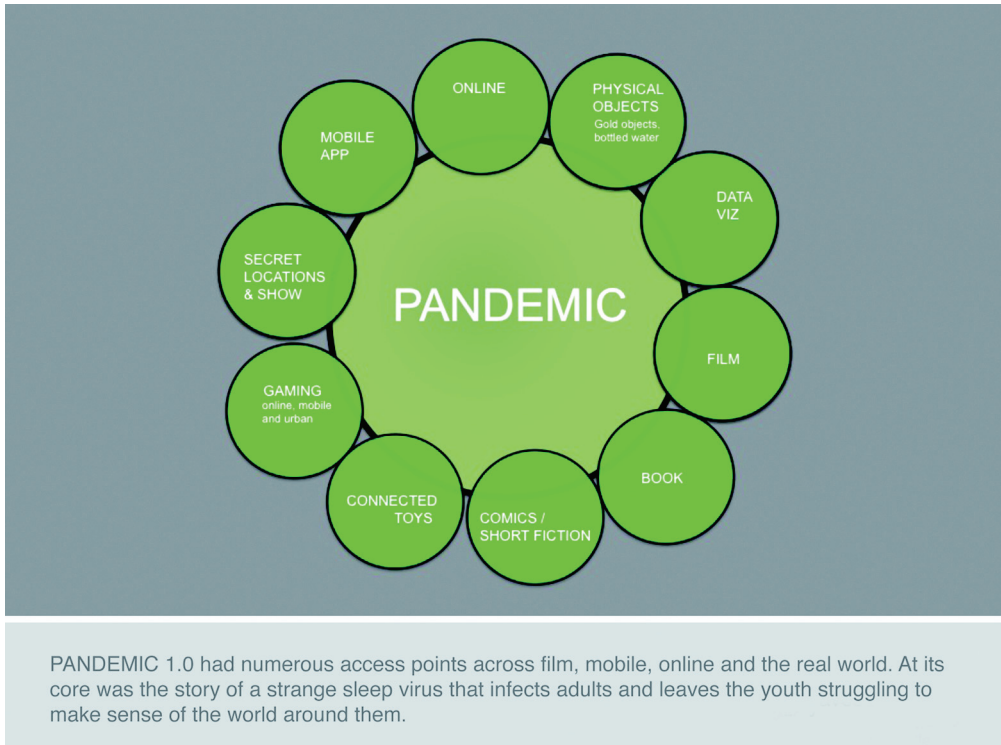 ONLINE
PHYSICAL
OBJECTS
Gold objects,
bottled water
DATA
VIZ
FILM
BOOK
COMICS /
SHORT FICTION
CONNECTED
TOYS
GAMING
online, mobile
and urban
SECRET
LOCATIONS
& SHOW
MOBILE
APP
PANDEMIC
PANDEMIC 1.0 had numerous access points across film, mobile, online and the real world. At its
core was the story of a strange sleep virus that infects adults and leaves the youth struggling to
make sense of the world around them.